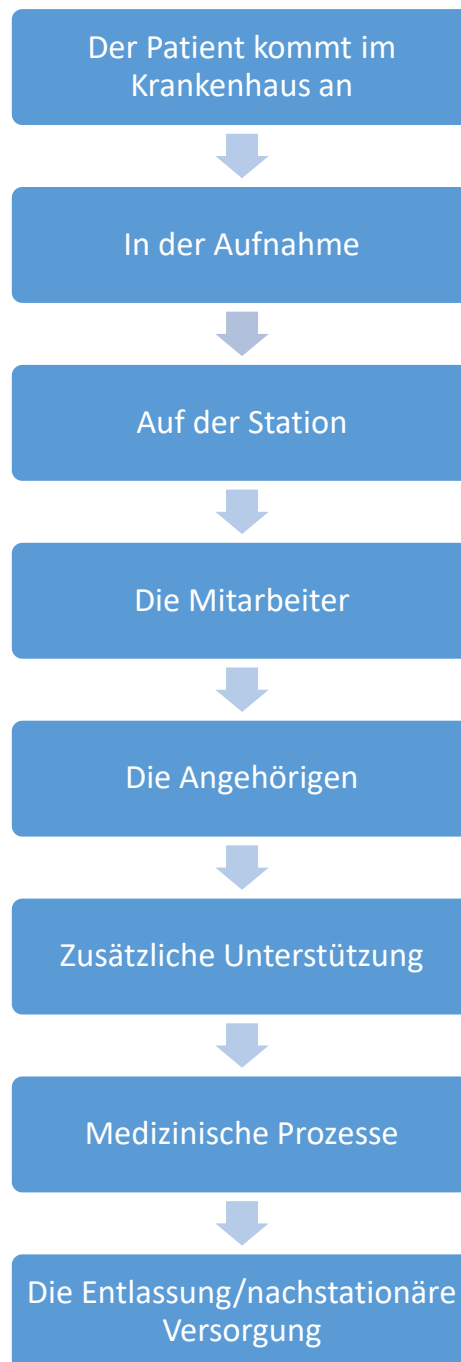 Der Patient kommt im
Krankenhaus an
In der Aufnahme
Auf der Station
Die Mitarbeiter
Die Angehörigen
Zusätzliche Unterstützung
Medizinische Prozesse
Die Entlassung/nachstationäre
Versorgung